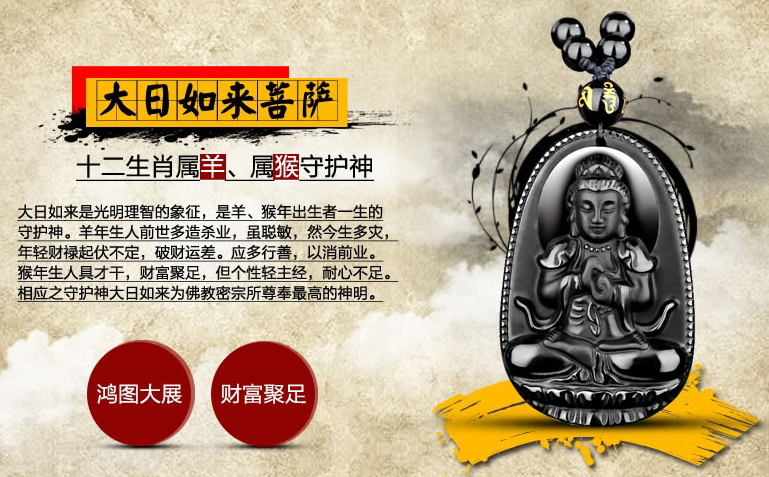 大日如来菩萨
十二生肖属羊、属猴守护神
大日如来是光明理智的象征，是羊、猴年出生者一生的
守护神。羊年生人前世多造杀业，虽聪敏，然今生多灾，
年轻财禄起伏不定，破财运差。应多行善，以消前业。
猴年生人具才干，财富聚足，但个性轻主经，耐心不足。
相应之守护神大日如来为佛教密宗所尊奉最高的神明。
鸿图大展
财富聚足